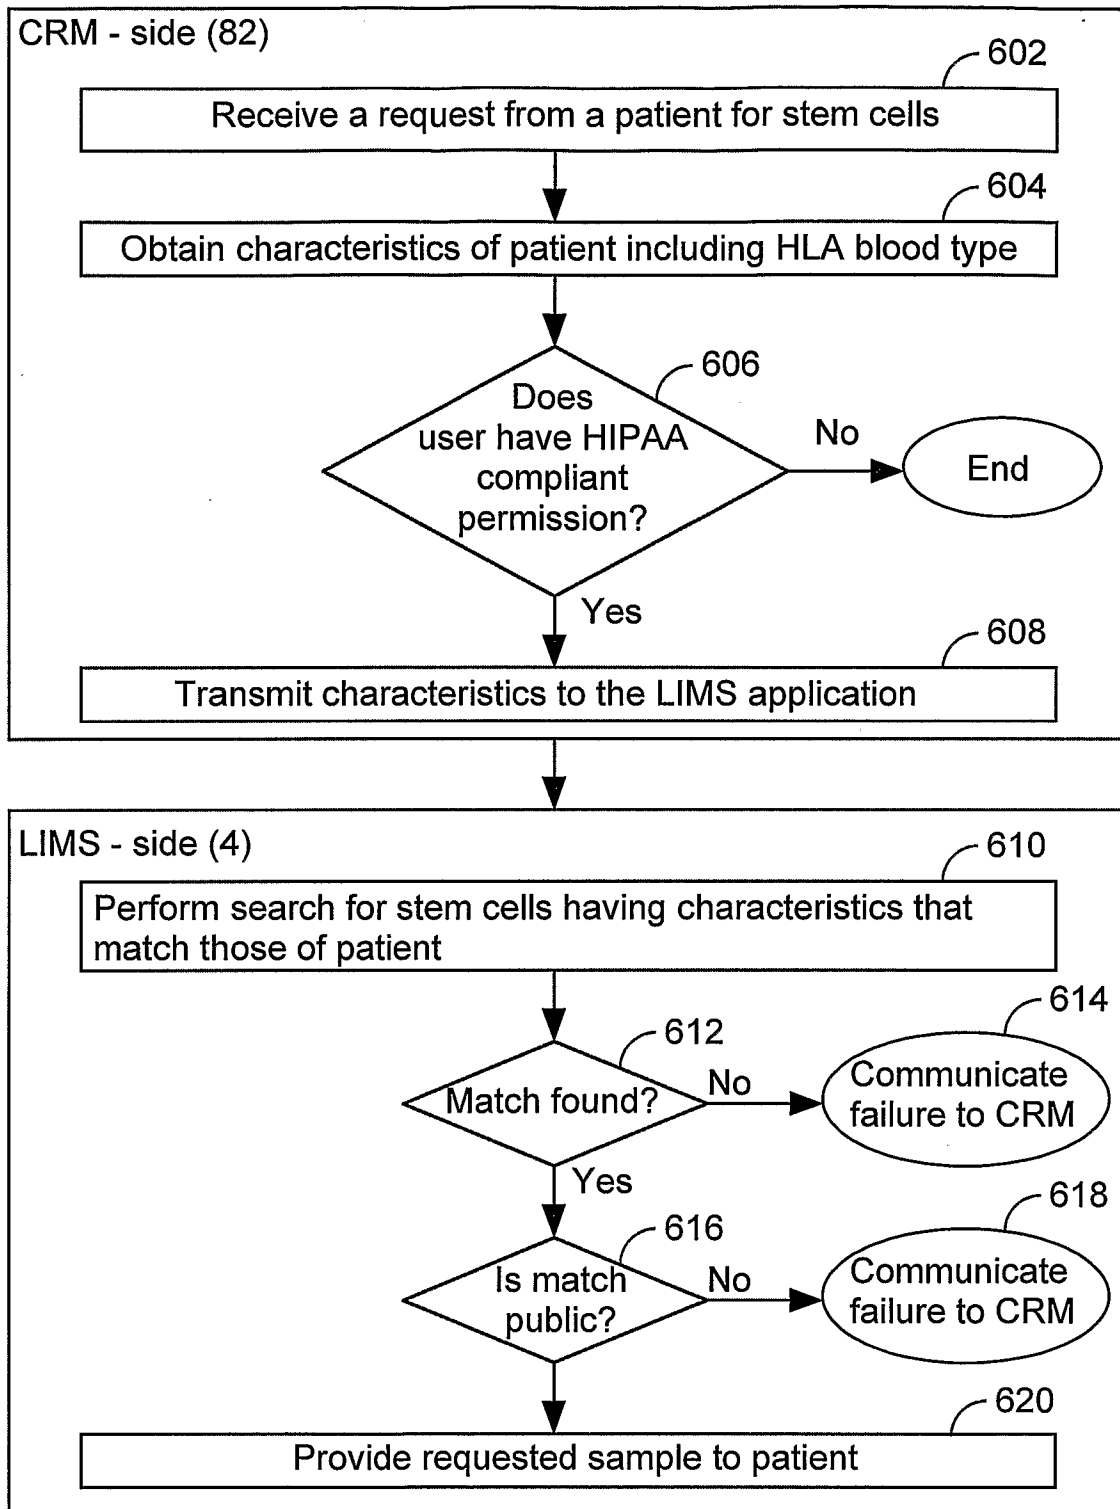 CRM - side (82)
602
Receive a request from a patient for stem cells
604
Obtain characteristics of patient including HLA blood type
606
Does
user have HIPAA
compliant
permission?
No
End
Yes
608
Transmit characteristics to the LIMS application
LIMS - side (4)
610
Perform search for stem cells having characteristics that
match those of patient
612
Match found?
No
614
Communicate
failure to CRM
Yes
616
Is match
public?
No
618
Communicate
failure to CRM
620
Provide requested sample to patient